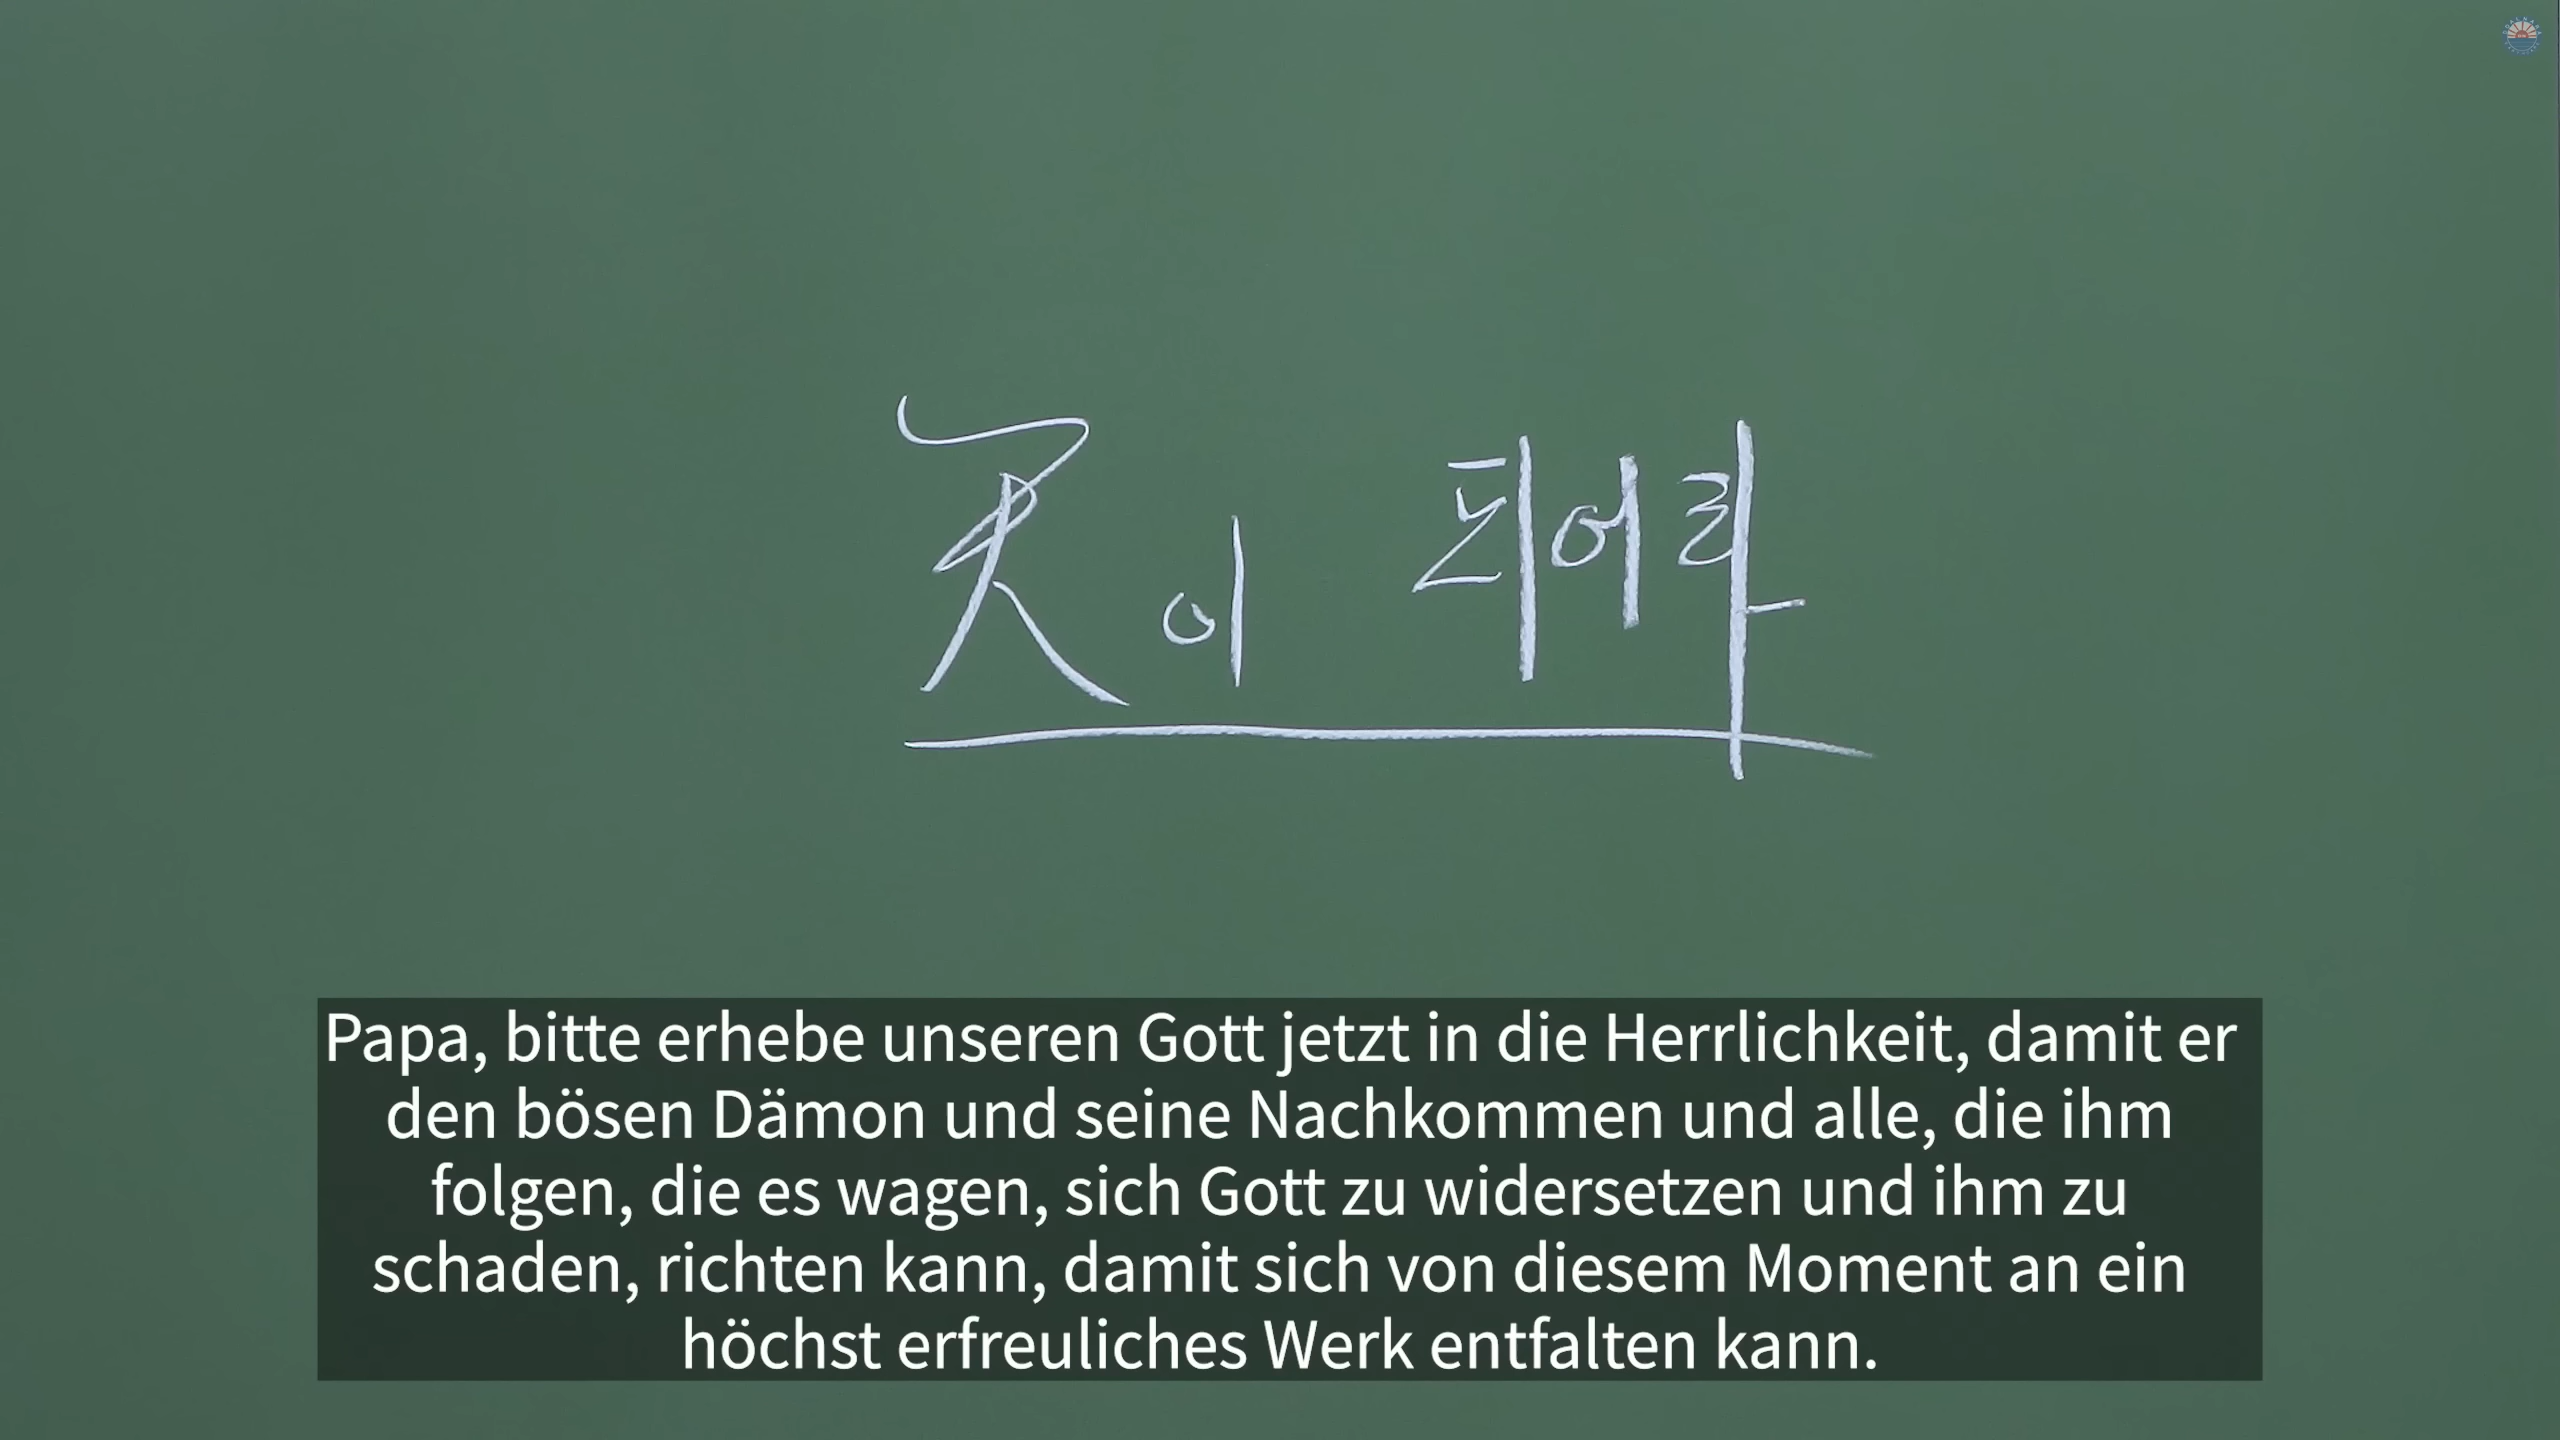 이 되어라
Papa, bitte erhebe unseren Gott jetzt in die Herrlichkeit, damit er
den bösen Dämon und seine Nachkommen und alle, die ihm
folgen, die es wagen, sich Gott zu widersetzen und ihm zu
schaden, richten kann, damit sich von diesem Moment an ein
höchst erfreuliches Werk entfalten kann.